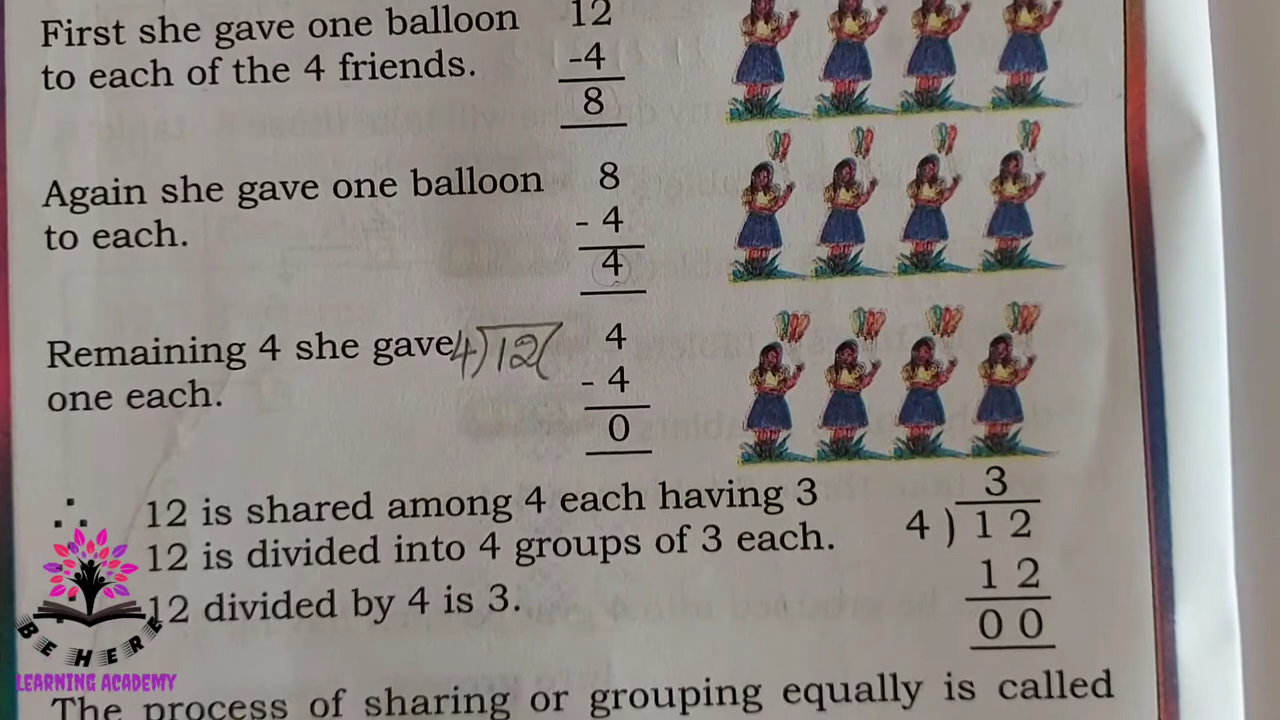 First she gave one balloon
to each of the 4 friends.
12
-4
8
Again she gave one balloon
to each.
8
- 4
4
Remaining 4 she gave
one each.
4)12(
4
- 4
0
∴ 12 is shared among 4 each having 3
12 is divided into 4 groups of 3 each.
12 divided by 4 is 3.
3
4 ) 1 2
1 2
0 0
BE HERE
LEARNING ACADEMY
The process of sharing or grouping equally is called